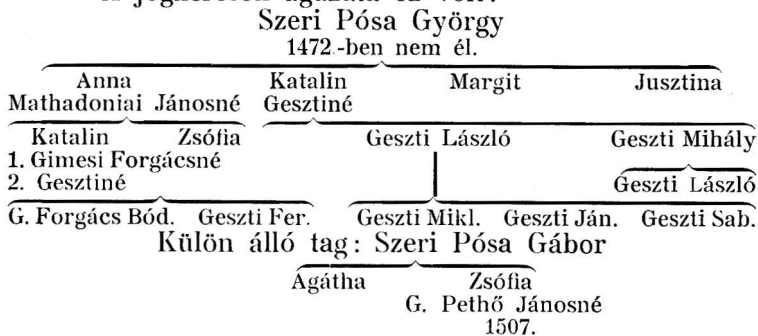 Szeri Pósa György
1472-ben nem él.
Anna Katalin Margit Jusztina
Mathadoniai Jánosné Gesztiné
Katalin Zsófia Geszti László Geszti Mihály
1. Gimesi Forgácsné
2. Gesztiné Geszti László
G. Forgács Bód. Geszti Fer. Geszti Mikl. Geszti Ján. Geszti Sab.
Külön álló tag: Szeri Pósa Gábor
Agátha Zsófia
G. Pethő Jánosné
1507.